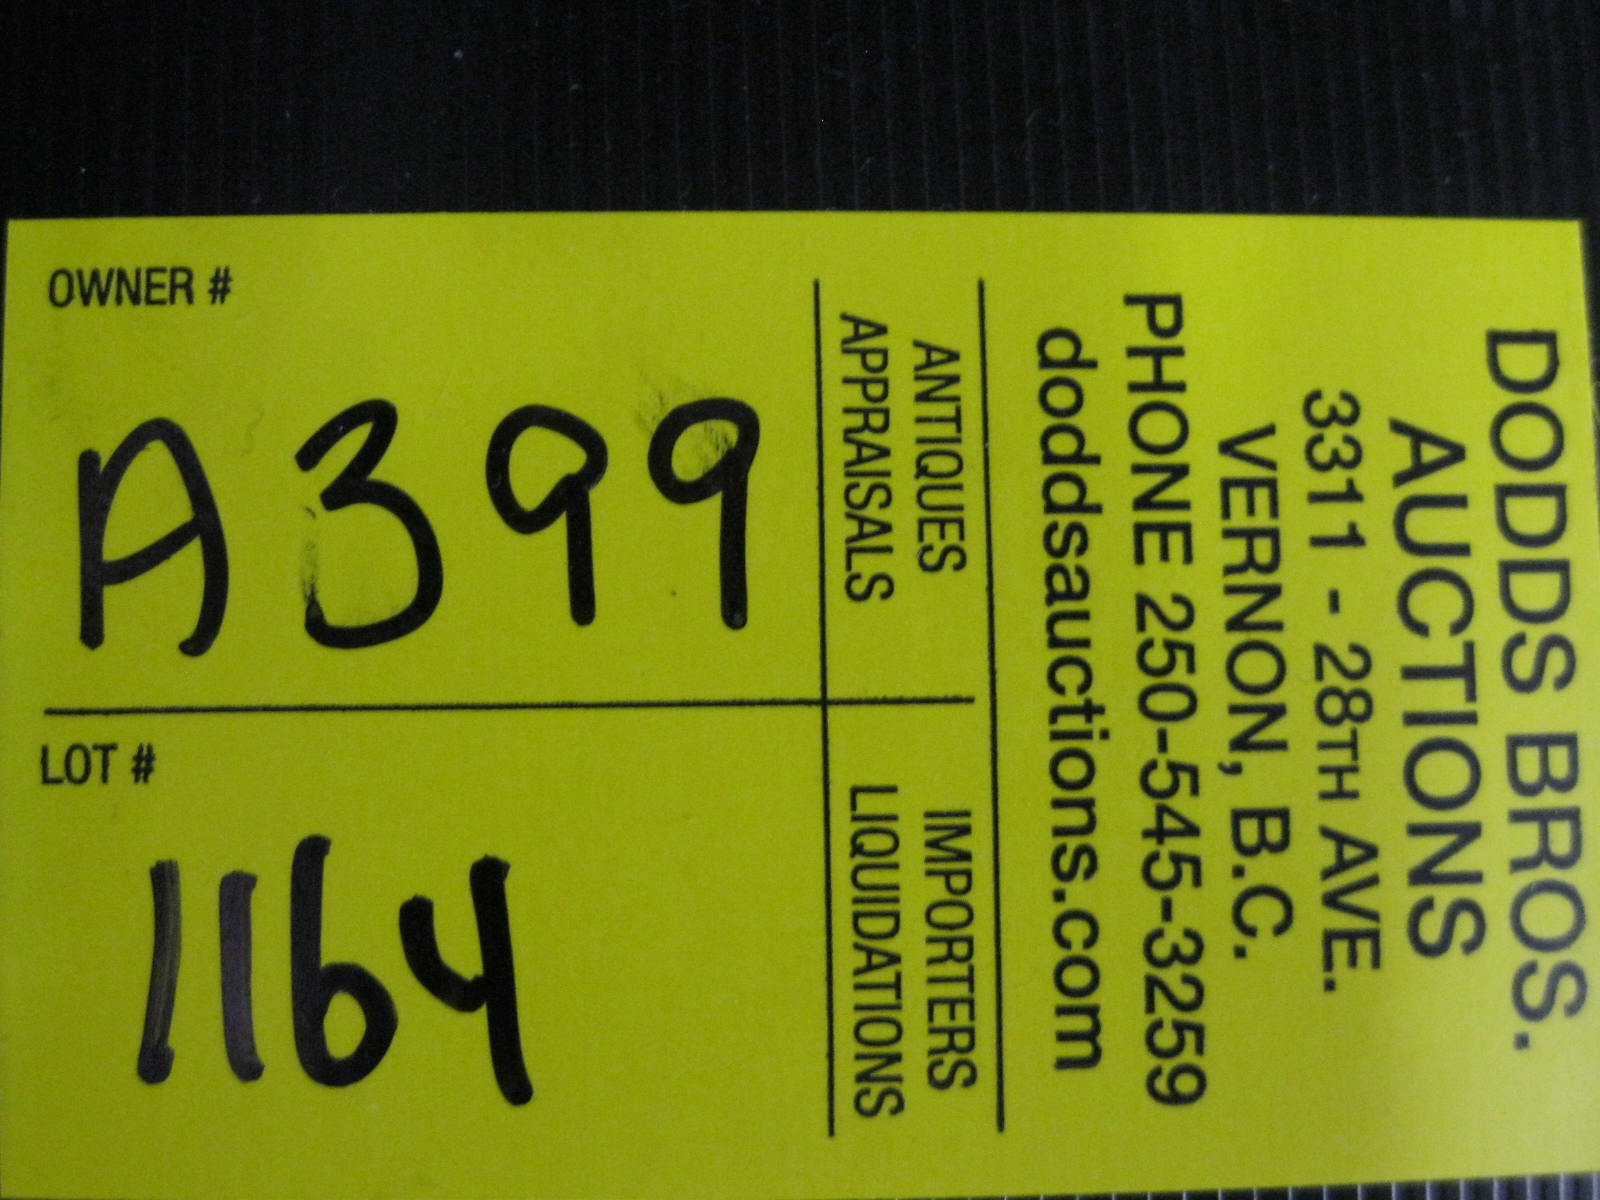 DODDS BROS.
AUCTIONS
3311 - 28TH AVE.
VERNON, B.C.
PHONE 250-545-3259
doddsauctions.com
ANTIQUES
APPRAISALS
IMPORTERS
LIQUIDATIONS
OWNER #
A399
LOT #
1164